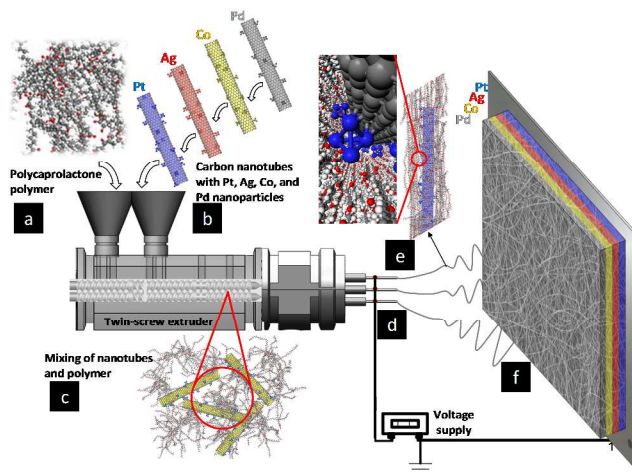 Pd
Co
Ag
Pt
Polycaprolactone
polymer
a
b
Carbon nanotubes
with Pt, Ag, Co, and
Pd nanoparticles
Pt
Ag
Co
Pd
e
Twin-screw extruder
d
Mixing of nanotubes
and polymer
c
f
Voltage
supply